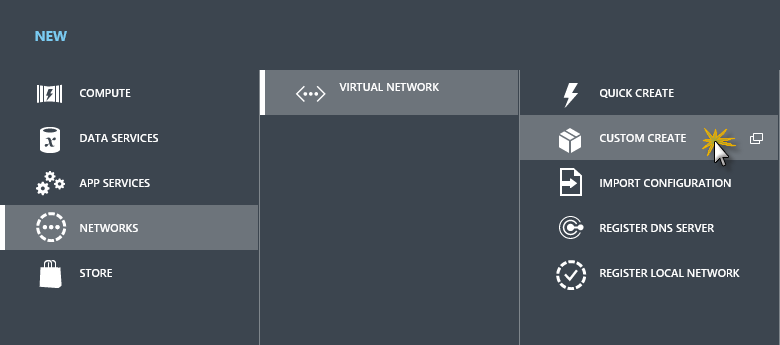 NEW
COMPUTE
DATA SERVICES
APP SERVICES
NETWORKS
STORE
VIRTUAL NETWORK
QUICK CREATE
CUSTOM CREATE
IMPORT CONFIGURATION
REGISTER DNS SERVER
REGISTER LOCAL NETWORK